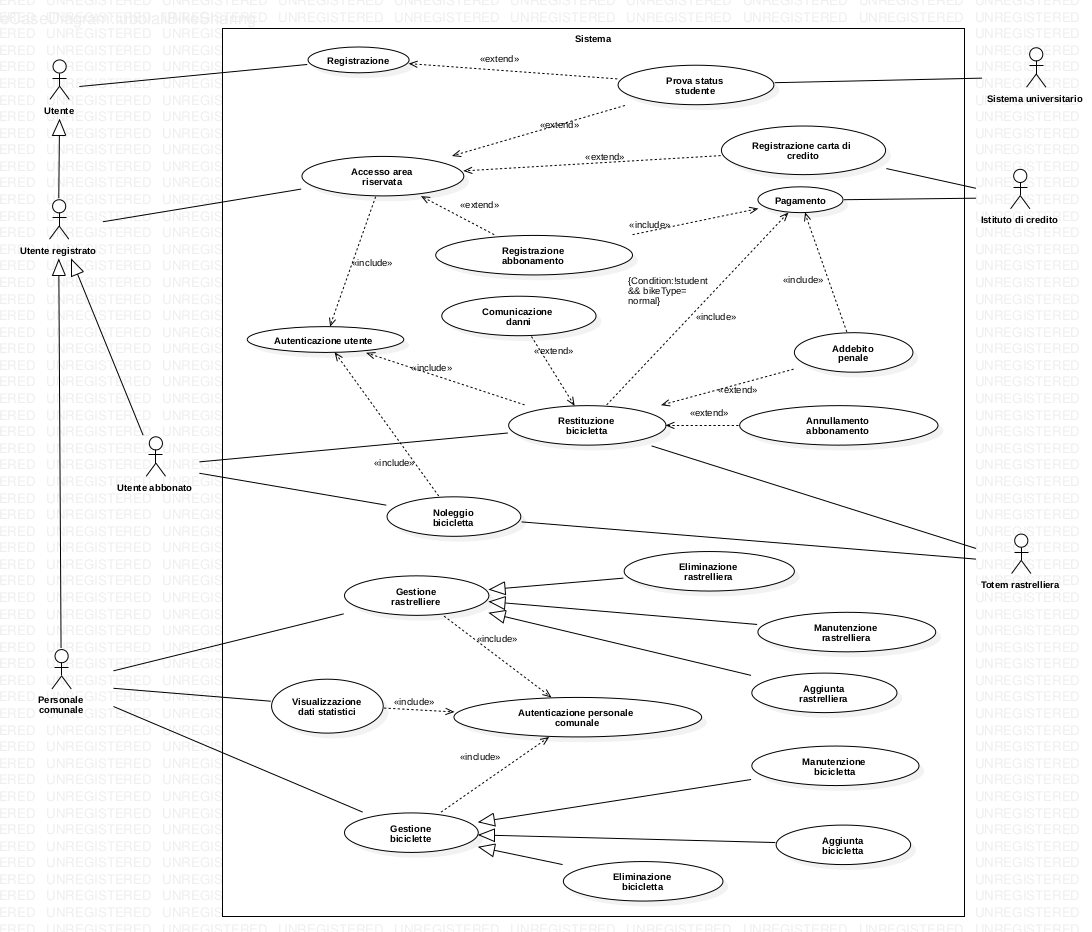 Sistema
Registrazione
«extend»
Prova status
studente
Utente
Sistema universitario
«extend»
Registrazione carta di
credito
«extend»
Accesso area
riservata
Pagamento
«extend»
Istituto di credito
«include»
Utente registrato
Registrazione
abbonamento
«include»
{Condition:!student
&& bikeType=
normal}
«include»
Comunicazione
danni
«include»
Autenticazione utente
«extend»
Addebito
penale
«include»
«extend»
Restituzione
bicicletta
«extend»
Annullamento
abbonamento
«include»
Utente abbonato
Noleggio
bicicletta
Totem rastrelliera
Eliminazione
rastrelliera
Gestione
rastrelliere
Manutenzione
rastrelliera
«include»
Aggiunta
rastrelliera
Personale
comunale
Visualizzazione
dati statistici
«include»
Autenticazione personale
comunale
«include»
Manutenzione
bicicletta
Gestione
biciclette
Aggiunta
bicicletta
Eliminazione
bicicletta
UNREGISTERED